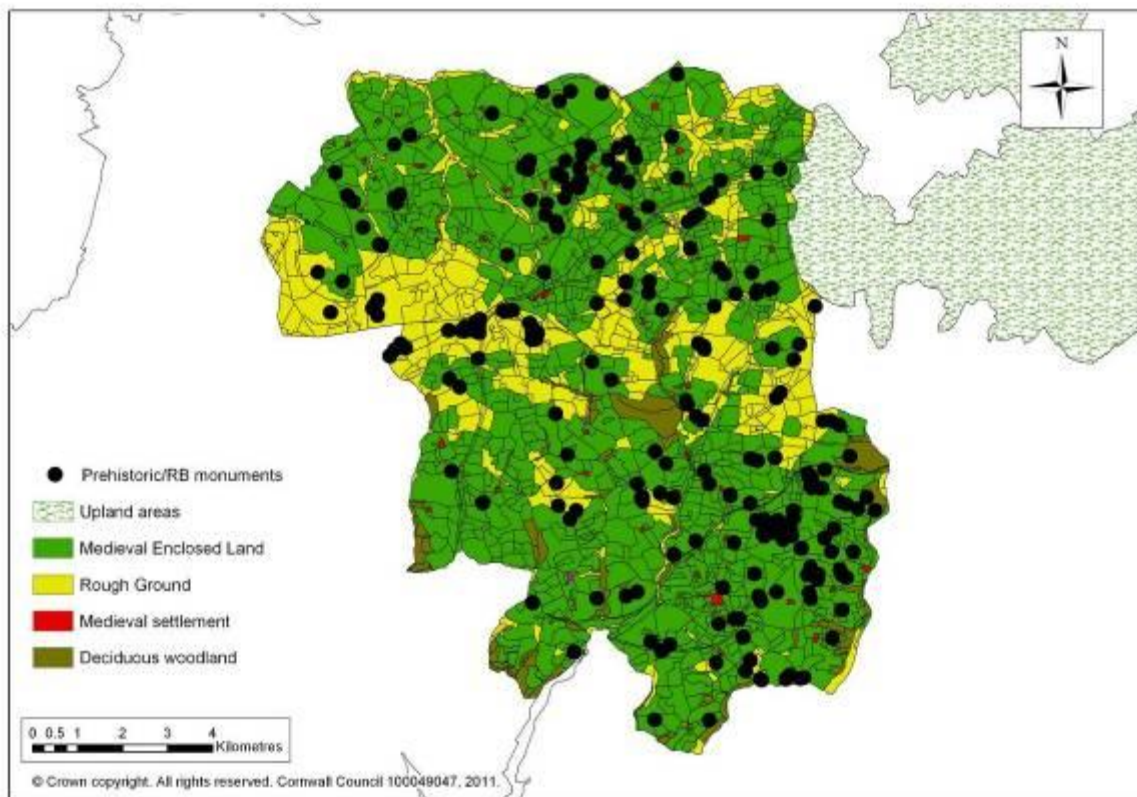 N
Prehistoric/RB monuments
Upland areas
Medieval Enclosed Land
Rough Ground
Medieval settlement
Deciduous woodland
0 0.5 1 2 3 4
Kilometres
© Crown copyright. All rights reserved. Cornwall Council 100049047, 2011.